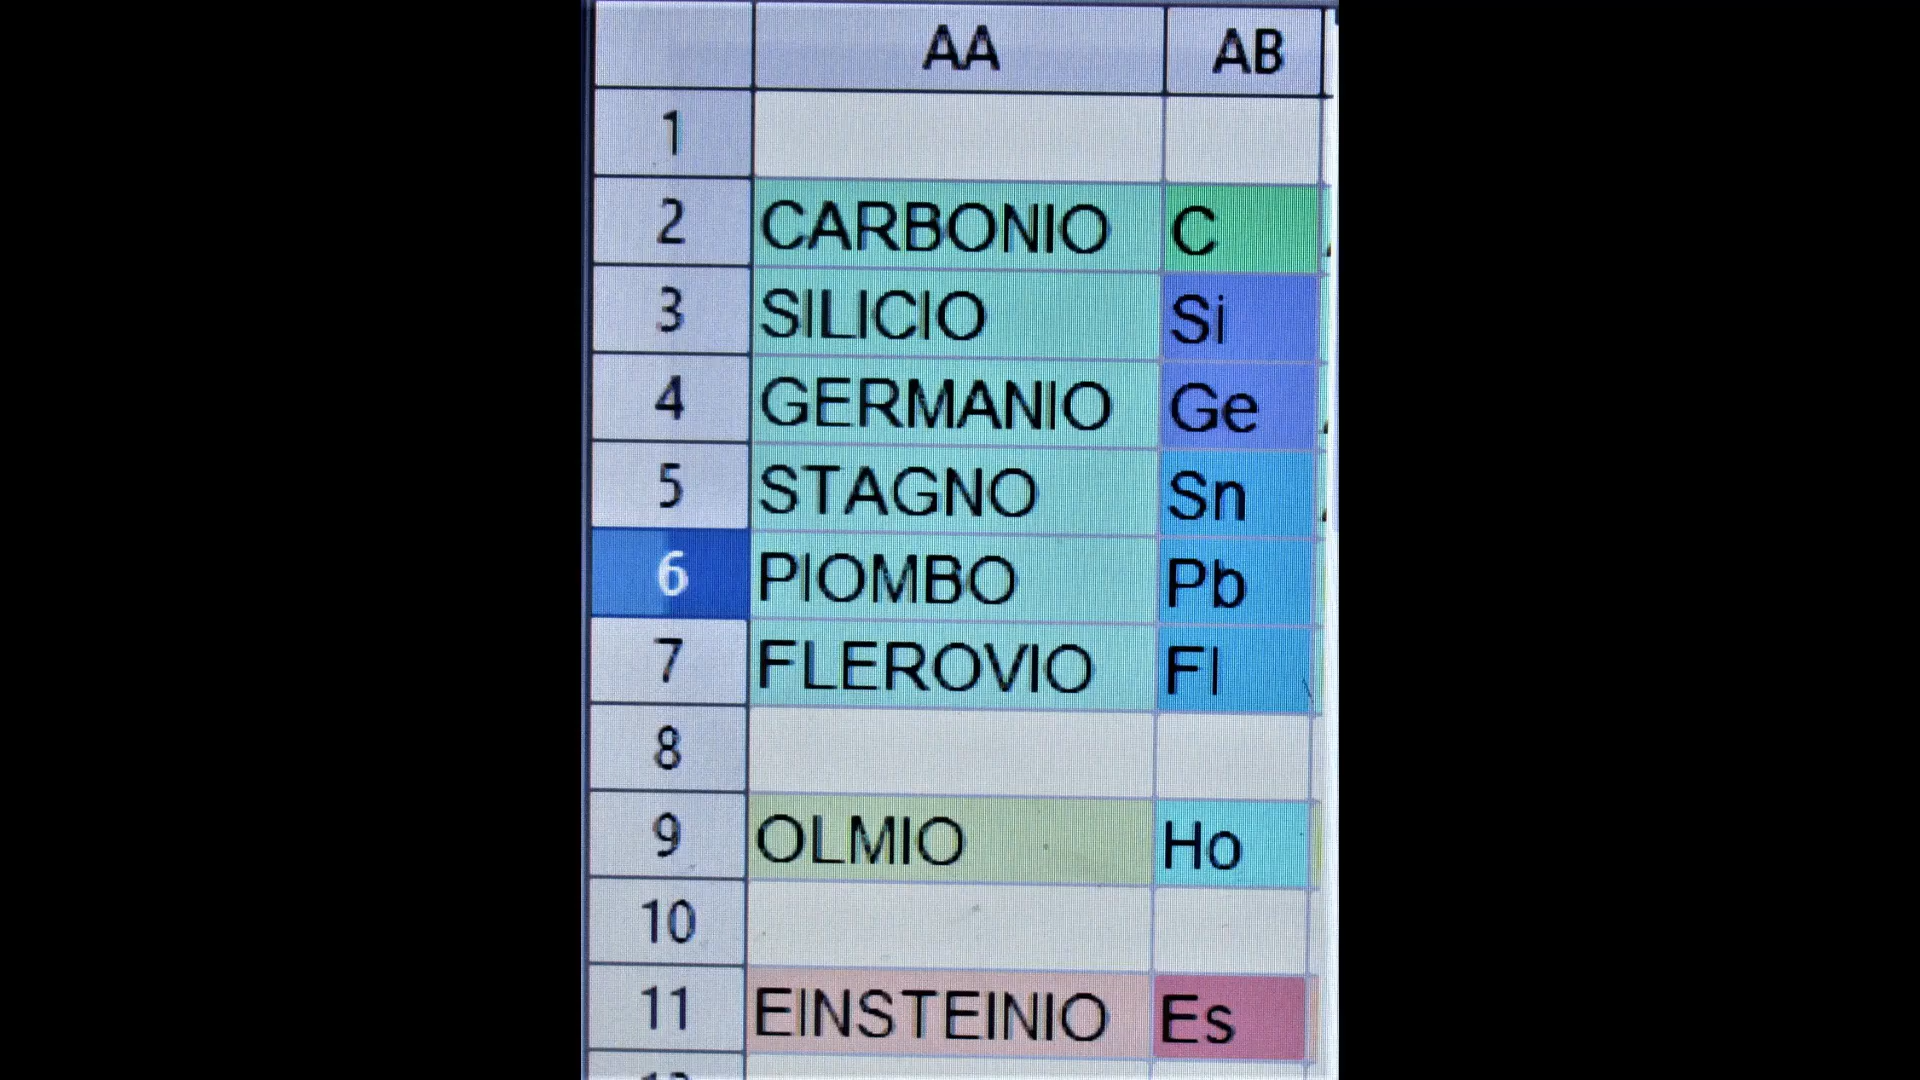 AA AB
1
2 CARBONIO C
3 SILICIO Si
4 GERMANIO Ge
5 STAGNO Sn
6 PIOMBO Pb
7 FLEROVIO Fl
8
9 OLMIO Ho
10
11 EINSTEINIO Es